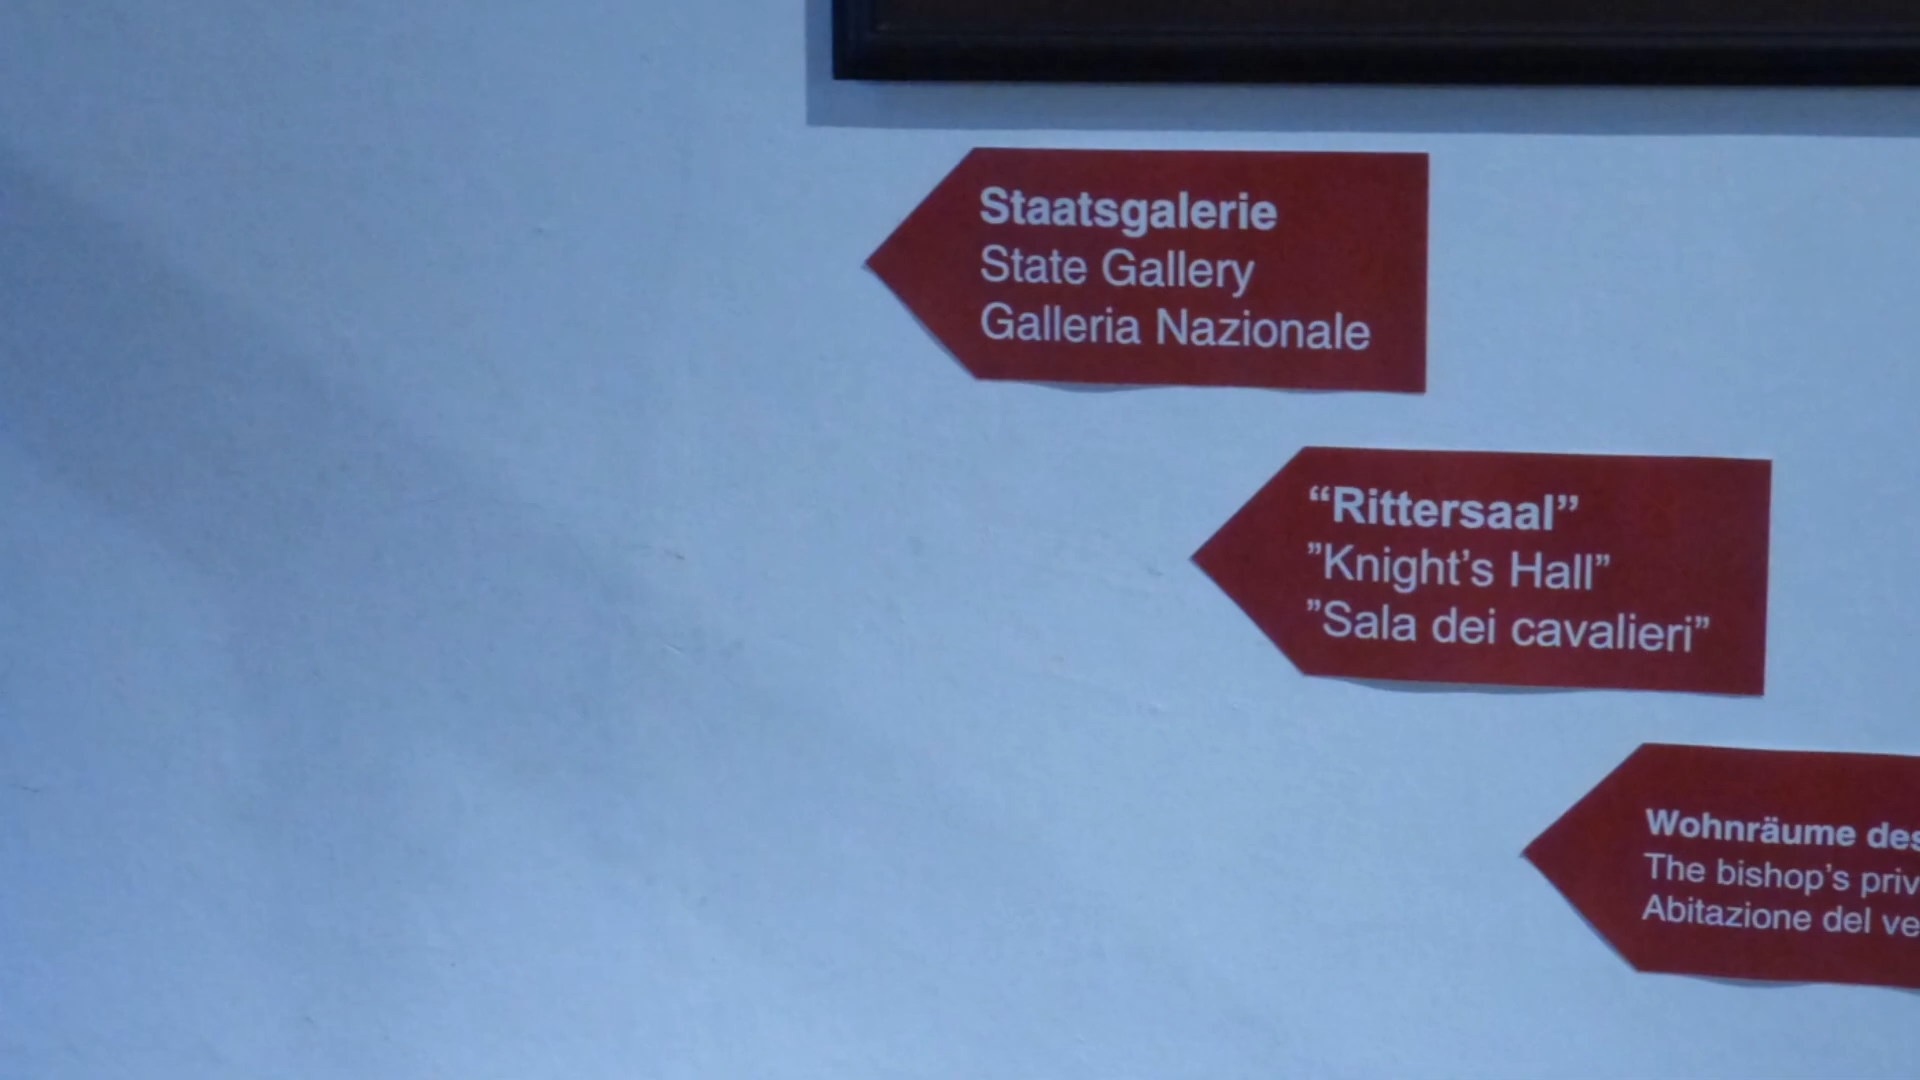 Staatsgalerie
State Gallery
Galleria Nazionale
“Rittersaal”
”Knight’s Hall”
”Sala dei cavalieri”
Wohnräume des
The bishop’s priv
Abitazione del ve